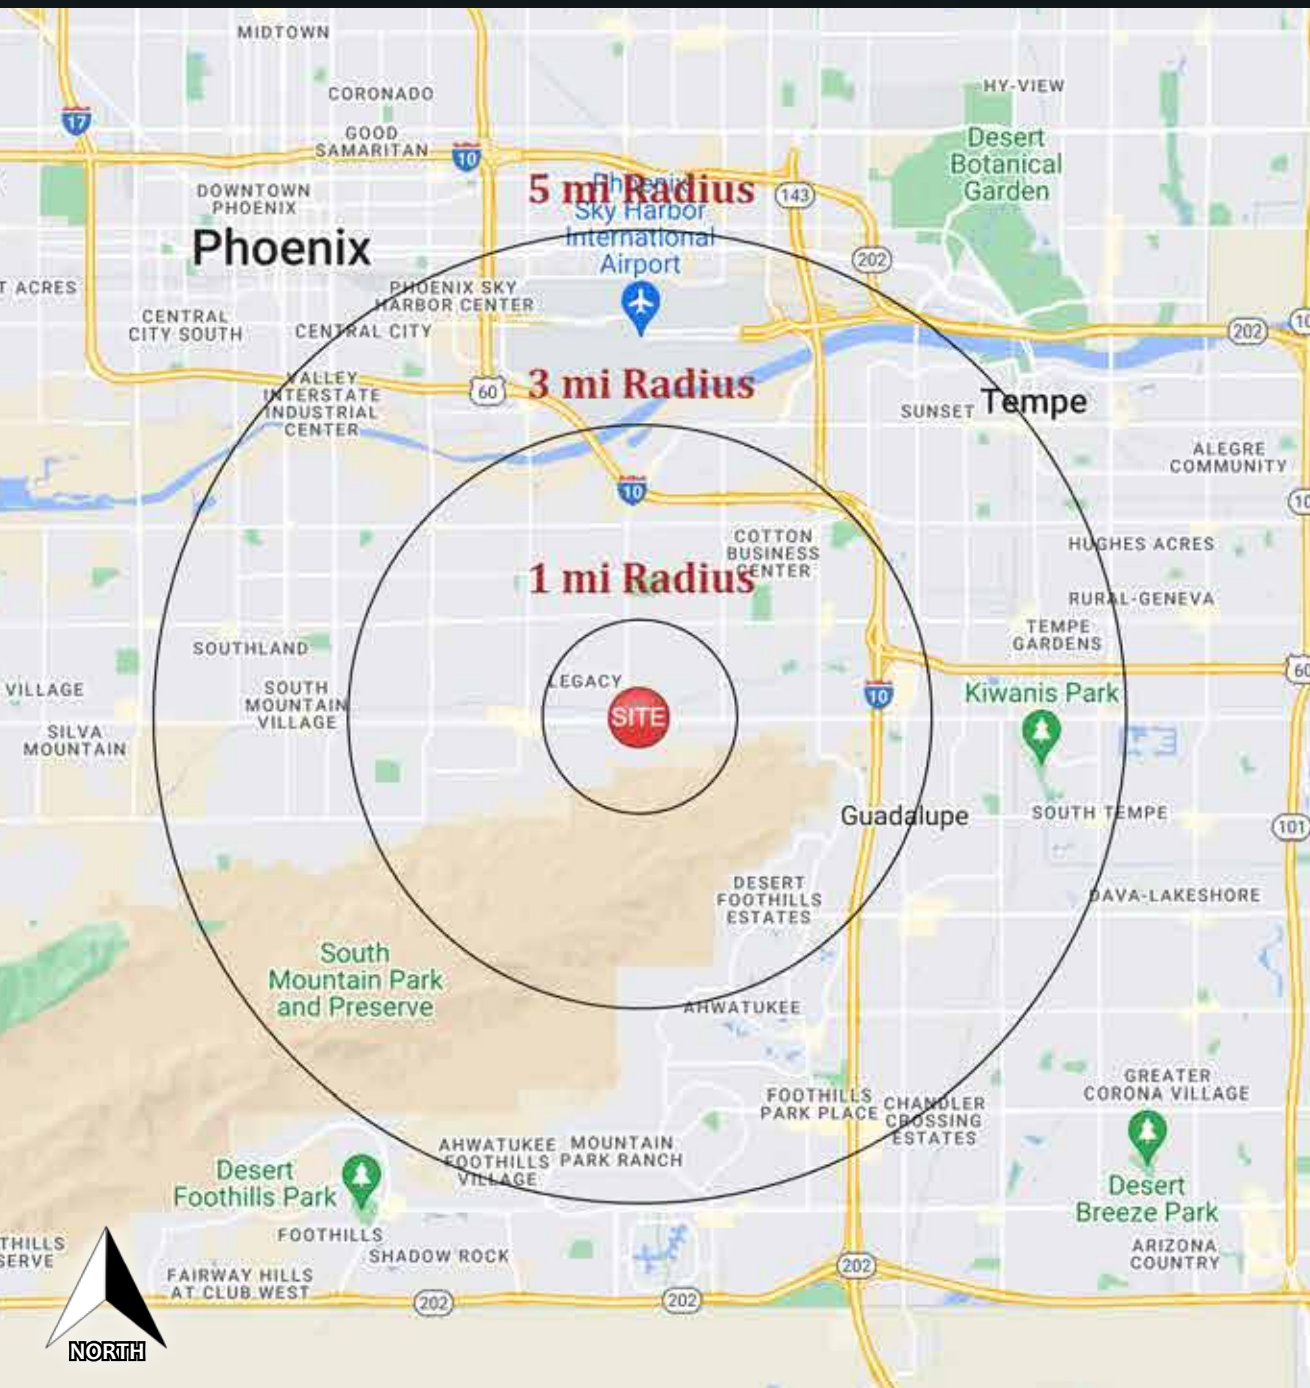 MIDTOWN
HY-VIEW
CORONADO
17
GOOD
SAMARITAN
10
Desert
Botanical
Garden
DOWNTOWN
PHOENIX
5 mi Radius
Phoenix
Sky Harbor
International
Airport
143
Phoenix
202
T ACRES
PHOENIX SKY
HARBOR CENTER
CENTRAL
CITY SOUTH
CENTRAL CITY
202
10
VALLEY
INTERSTATE
INDUSTRIAL
CENTER
60
3 mi Radius
SUNSET
Tempe
ALEGRE
COMMUNITY
10
10
COTTON
BUSINESS
CENTER
HUGHES ACRES
1 mi Radius
RURAL-GENEVA
TEMPE
GARDENS
SOUTHLAND
60
VILLAGE
SOUTH
MOUNTAIN
VILLAGE
LEGACY
SITE
10
Kiwanis Park
SILVA
MOUNTAIN
Guadalupe
SOUTH TEMPE
101
DESERT
FOOTHILLS
ESTATES
DAVA-LAKESHORE
South
Mountain Park
and Preserve
AHWATUKEE
GREATER
CORONA VILLAGE
FOOTHILLS
PARK PLACE
CHANDLER
CROSSING
ESTATES
AHWATUKEE
FOOTHILLS
VILLAGE
MOUNTAIN
PARK RANCH
Desert
Foothills Park
Desert
Breeze Park
FOOTHILLS
THILLS
SERVE
SHADOW ROCK
ARIZONA
COUNTRY
202
FAIRWAY HILLS
AT CLUB WEST
202
202
NORTH